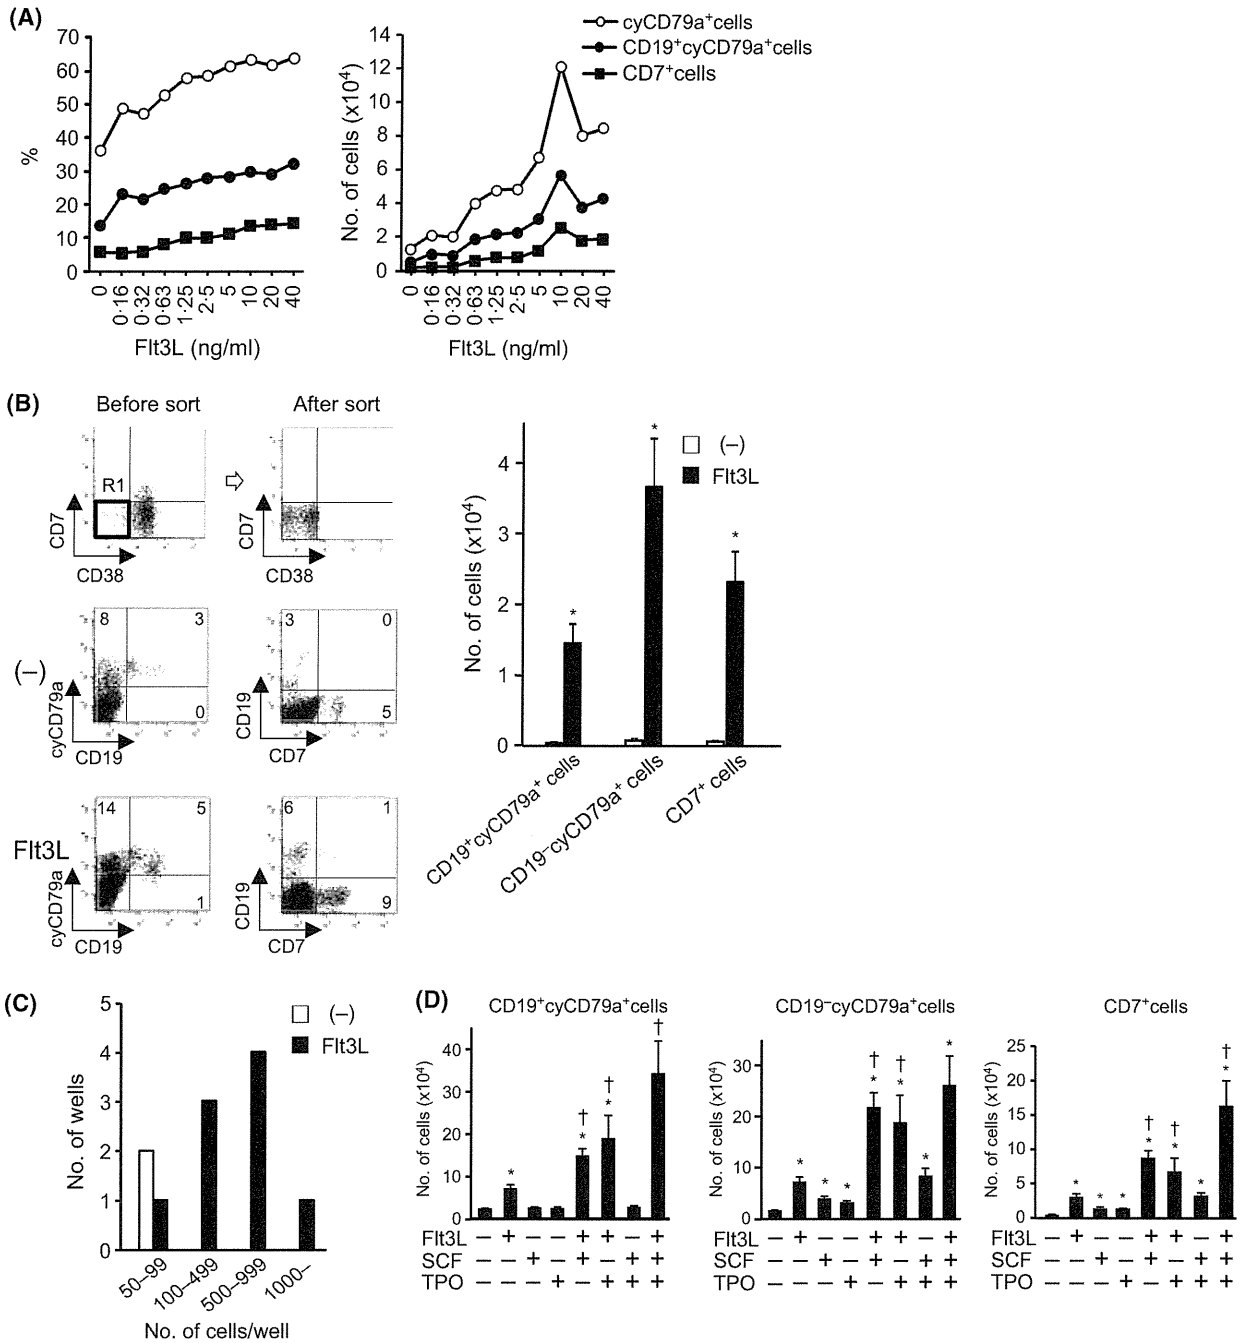 (A)
cyCD79a+cells
CD19+cyCD79a+cells
CD7+cells
70
60
50
40
30
20
10
0
%
0
0·16
0·32
0·63
1·25
2·5
5
10
20
40
Flt3L (ng/ml)
14
12
10
8
6
4
2
0
No. of cells (x10⁴)
0
0·16
0·32
0·63
1·25
2·5
5
10
20
40
Flt3L (ng/ml)
(B)
Before sort
After sort
R1
CD7
CD38
CD7
CD38
(–)
8
3
0
cyCD79a
CD19
3
0
5
CD19
CD7
Flt3L
14
5
1
cyCD79a
CD19
6
1
9
CD19
CD7
(–)
Flt3L
4
3
2
1
0
No. of cells (x10⁴)
*
*
*
CD19+cyCD79a+ cells
CD19–cyCD79a+ cells
CD7+ cells
(C)
(–)
Flt3L
5
4
3
2
1
0
No. of wells
50–99
100–499
500–999
1000–
No. of cells/well
(D)
CD19+cyCD79a+cells
40
30
20
10
0
No. of cells (x10⁴)
*
† *
† *
†
Flt3L – + – – + + – +
SCF – – + – + – + +
TPO – – – + – + + +
CD19–cyCD79a+cells
30
20
10
0
No. of cells (x10⁴)
*
*
*
† *
† *
*
*
Flt3L – + – – + + – +
SCF – – + – + – + +
TPO – – – + – + + +
CD7+cells
25
20
15
10
5
0
No. of cells (x10⁴)
*
*
*
† *
† *
*
† *
Flt3L – + – – + + – +
SCF – – + – + – + +
TPO – – – + – + + +